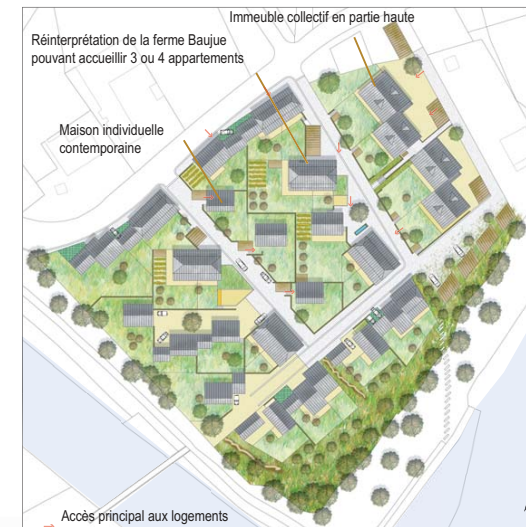 Immeuble collectif en partie haute
Réinterprétation de la ferme Baujue
pouvant accueillir 3 ou 4 appartements
Maison individuelle
contemporaine
Accès principal aux logements